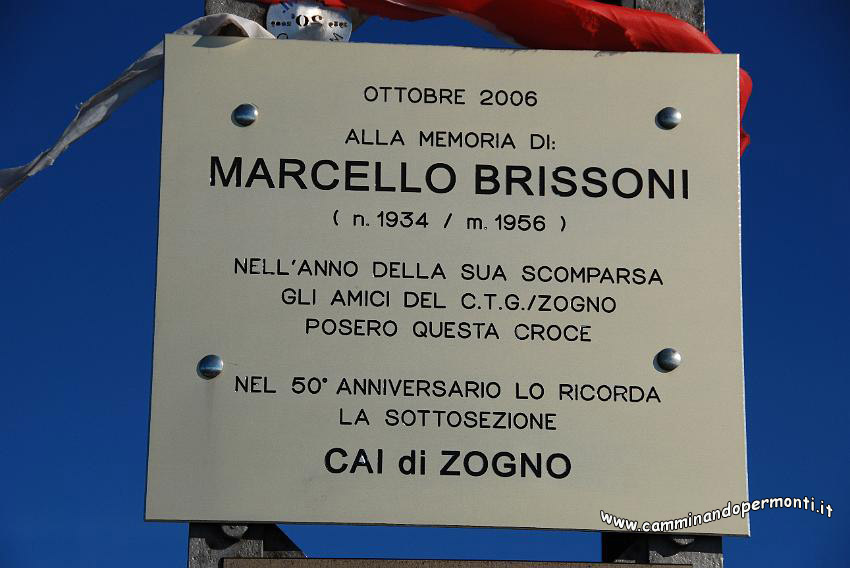 OTTOBRE 2006
ALLA MEMORIA DI:
MARCELLO BRISSONI
( n. 1934 / m. 1956 )
NELL'ANNO DELLA SUA SCOMPARSA
GLI AMICI DEL C.T.G./ZOGNO
POSERO QUESTA CROCE
NEL 50° ANNIVERSARIO LO RICORDA
LA SOTTOSEZIONE
CAI di ZOGNO
www.camminandopermonti.it